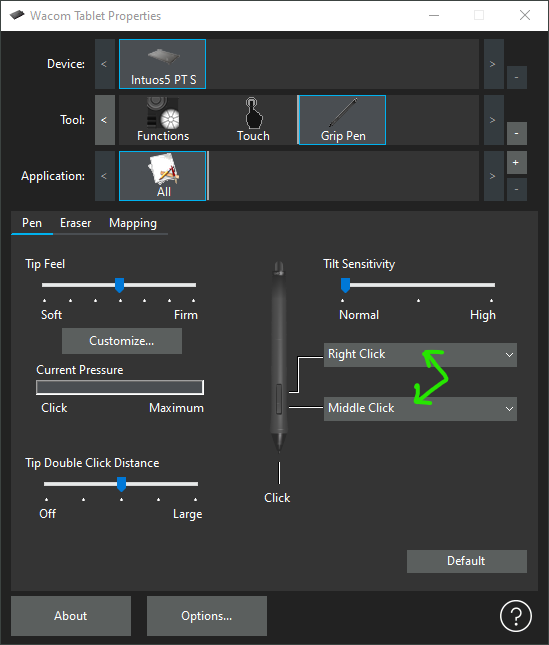 Wacom Tablet Properties
Device:
<
Intuos5 PT S
>
-
Tool:
<
Functions
Touch
Grip Pen
>
-
Application:
<
All
>
+
-
Pen Eraser Mapping
Tip Feel
Soft Firm
Customize...
Current Pressure
Click Maximum
Tip Double Click Distance
Off Large
Click
Tilt Sensitivity
Normal High
Right Click
Middle Click
Default
About Options... ?